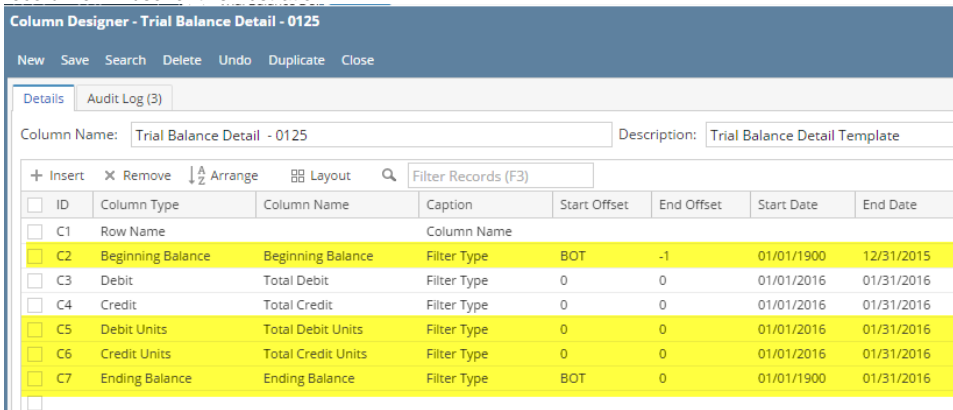 Column Designer - Trial Balance Detail - 0125
New Save Search Delete Undo Duplicate Close
Details Audit Log (3)
Column Name: Trial Balance Detail - 0125 Description: Trial Balance Detail Template
Insert Remove Arrange Layout Filter Records (F3)
ID Column Type Column Name Caption Start Offset End Offset Start Date End Date
C1 Row Name Column Name
C2 Beginning Balance Beginning Balance Filter Type BOT -1 01/01/1900 12/31/2015
C3 Debit Total Debit Filter Type 0 0 01/01/2016 01/31/2016
C4 Credit Total Credit Filter Type 0 0 01/01/2016 01/31/2016
C5 Debit Units Total Debit Units Filter Type 0 0 01/01/2016 01/31/2016
C6 Credit Units Total Credit Units Filter Type 0 0 01/01/2016 01/31/2016
C7 Ending Balance Ending Balance Filter Type BOT 0 01/01/1900 01/31/2016